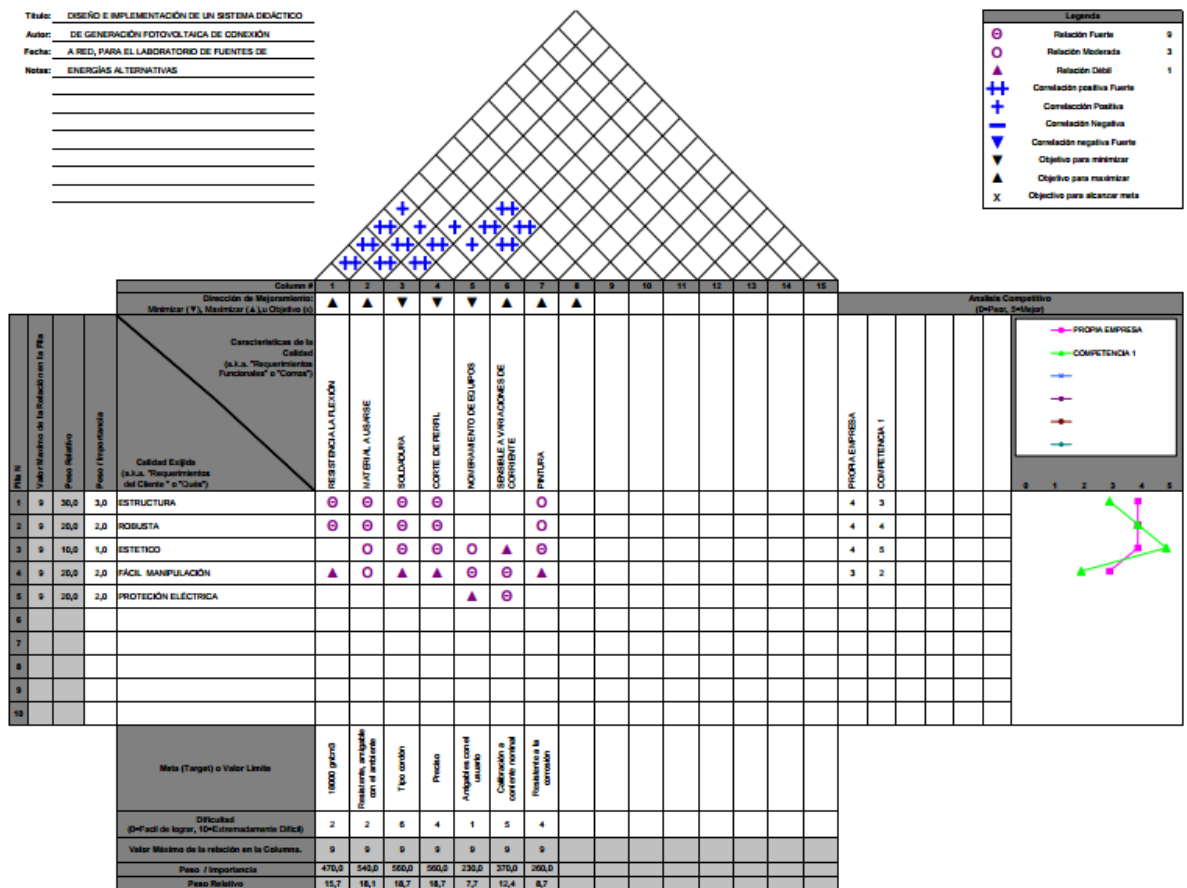 Título: DISEÑO E IMPLEMENTACIÓN DE UN SISTEMA DIDÁCTICO
Autor: DE GENERACIÓN FOTOVOLTAICA DE CONEXIÓN
Fecha: A RED, PARA EL LABORATORIO DE FUENTES DE
Notas: ENERGÍAS ALTERNATIVAS
Legenda
Θ Relación Fuerte 9
Ο Relación Moderada 3
▲ Relación Débil 1
++ Correlación positiva Fuerte
+ Correlacción Positiva
▬ Correlación Negativa
▼ Correlación negativa Fuerte
▼ Objetivo para minimizar
▲ Objetivo para maximizar
x Objectivo para alcanzar meta
+ ++
++ + + ++ ++
++ ++ ++ + ++
++ ++ ++
Column # 1 2 3 4 5 6 7 8 9 10 11 12 13 14 15
Dirección de Mejoramiento:
Minimizar (▼), Maximizar (▲),u Objetivo (x)
▲ ▲ ▼ ▼ ▼ ▲ ▲ ▲
Analisis Competitivo
(0=Peor, 5=Mejor)
Fila N
Valor Maximo de la Relación en la Fila
Peso Relativo
Peso / Importancia
Caracteristicas de la
Calidad
(a.k.a. "Requerimientos
Funcionales" o "Comos")
Calidad Exijida
(a.k.a. "Requerimientos
del Cliente " o "Qués")
RESISTENCIA LA FLEXIÓN
MATERIAL A USARSE
SOLDADURA
CORTE DE PERFIL
NOMBRAMIENTO DE EQUIPOS
SENSIBLE A VARIACIONES DE
CORRIENTE
PINTURA
PROPIA EMPRESA
COMPETENCIA 1
PROPIA EMPRESA
COMPETENCIA 1
0 1 2 3 4 5
1 9 30,0 3,0 ESTRUCTURA Θ Θ Θ Θ Ο 4 3
2 9 20,0 2,0 ROBUSTA Θ Θ Θ Θ Ο 4 4
3 9 10,0 1,0 ESTETICO Ο Θ Θ Ο ▲ Θ 4 5
4 9 20,0 2,0 FÁCIL MANIPULACIÓN ▲ Ο ▲ ▲ Θ Θ ▲ 3 2
5 9 20,0 2,0 PROTECIÓN ELÉCTRICA ▲ Θ
6
7
8
9
10
Meta (Target) o Valor Limite
Resistente, amigable
con el ambiente
Tipo cordón
Preciso
Amigables con el
usuario
Calibración a
corriente nominal
Resistente a la
corrosión
Dificultad
(0=Facil de lograr, 10=Extremadamente Dificil)
2 2 6 4 1 5 4
Valor Máximo de la relación en la Columna. 9 9 9 9 9 9 9
Peso / Importancia 470,0 540,0 560,0 560,0 230,0 370,0 260,0
Peso Relativo 15,7 18,1 18,7 18,7 7,7 12,4 8,7